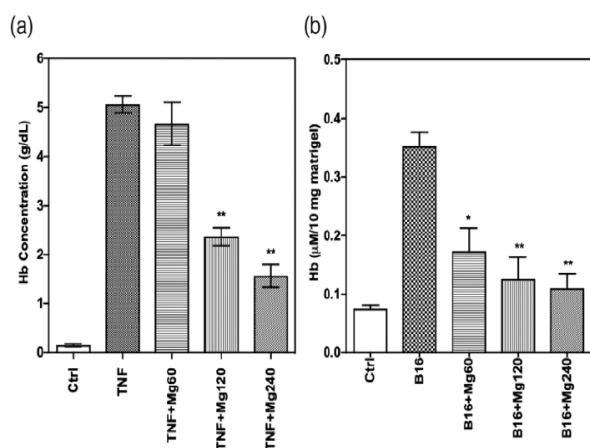 (a)
Hb Concentration (g/dL)
6
5
4
3
2
1
0
**
**
Ctrl
TNF
TNF+Mg60
TNF+Mg120
TNF+Mg240
(b)
Hb (µM/10 mg matrigel)
0.5
0.4
0.3
0.2
0.1
0.0
*
**
**
Ctrl
B16
B16+Mg60
B16+Mg120
B16+Mg240